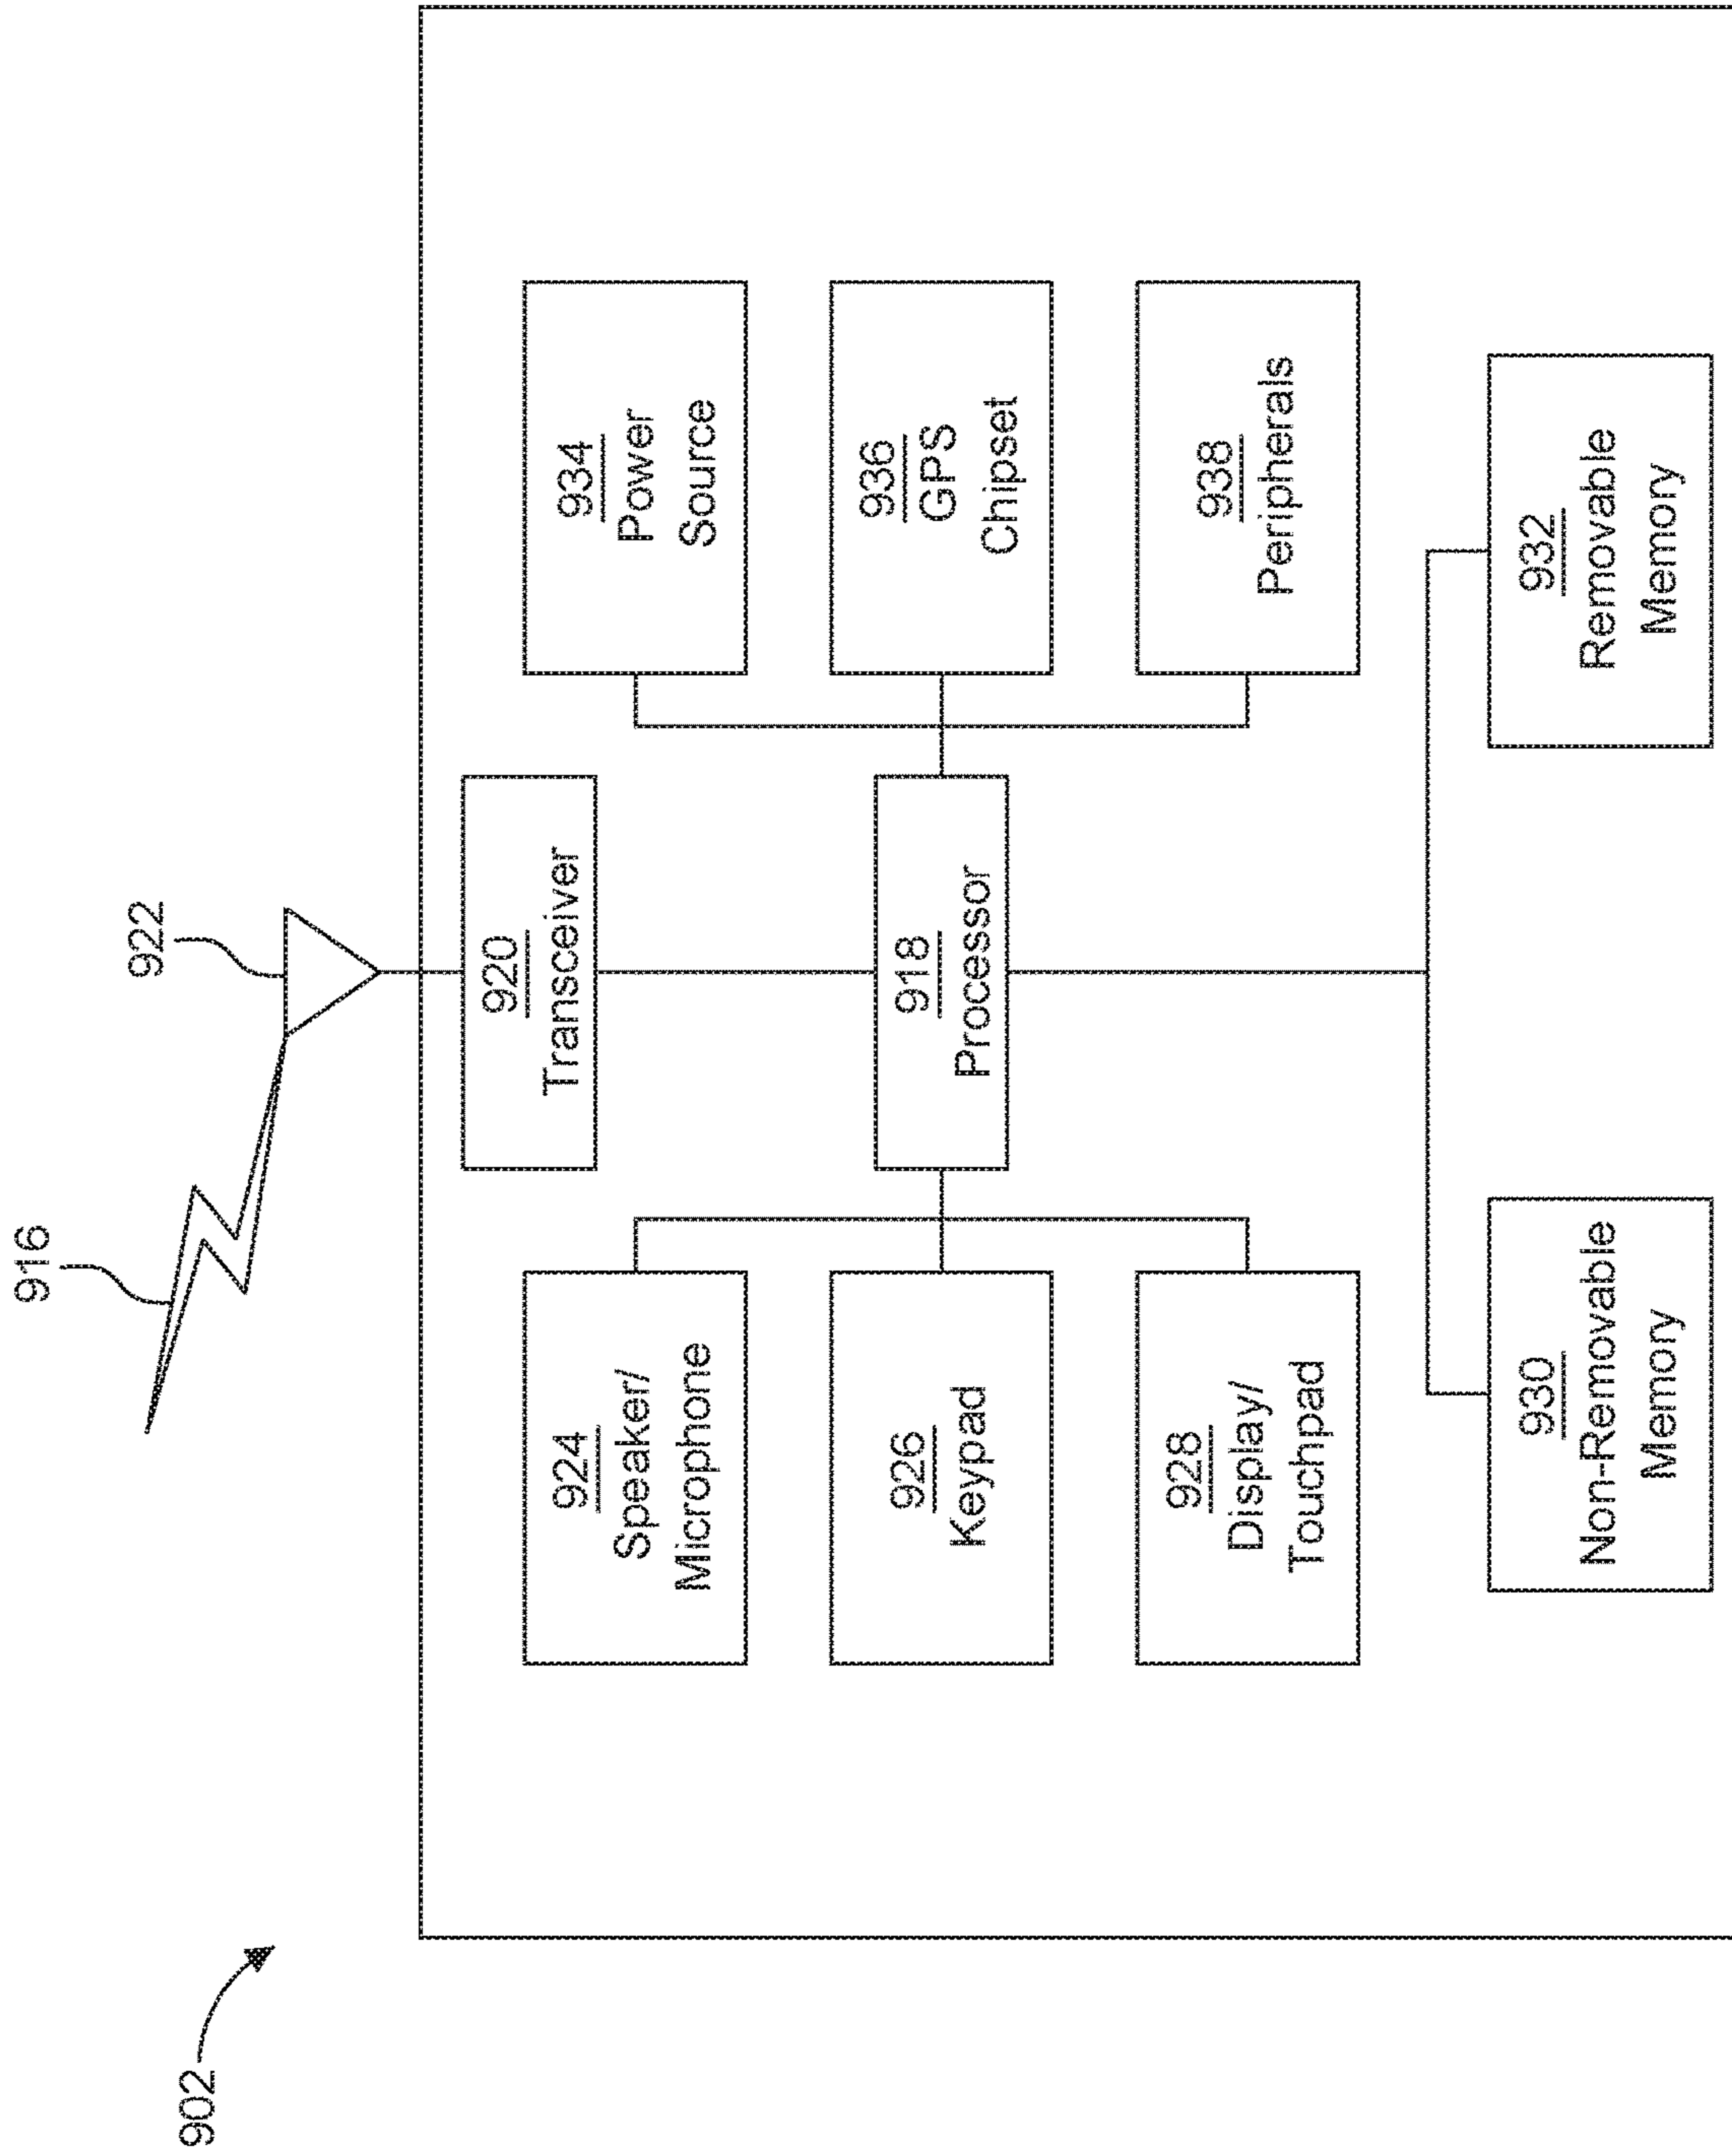 902
916
922
920
Transceiver
924
Speaker/
Microphone
934
Power
Source
918
Processor
926
Keypad
936
GPS
Chipset
928
Display/
Touchpad
938
Peripherals
930
Non-Removable
Memory
932
Removable
Memory